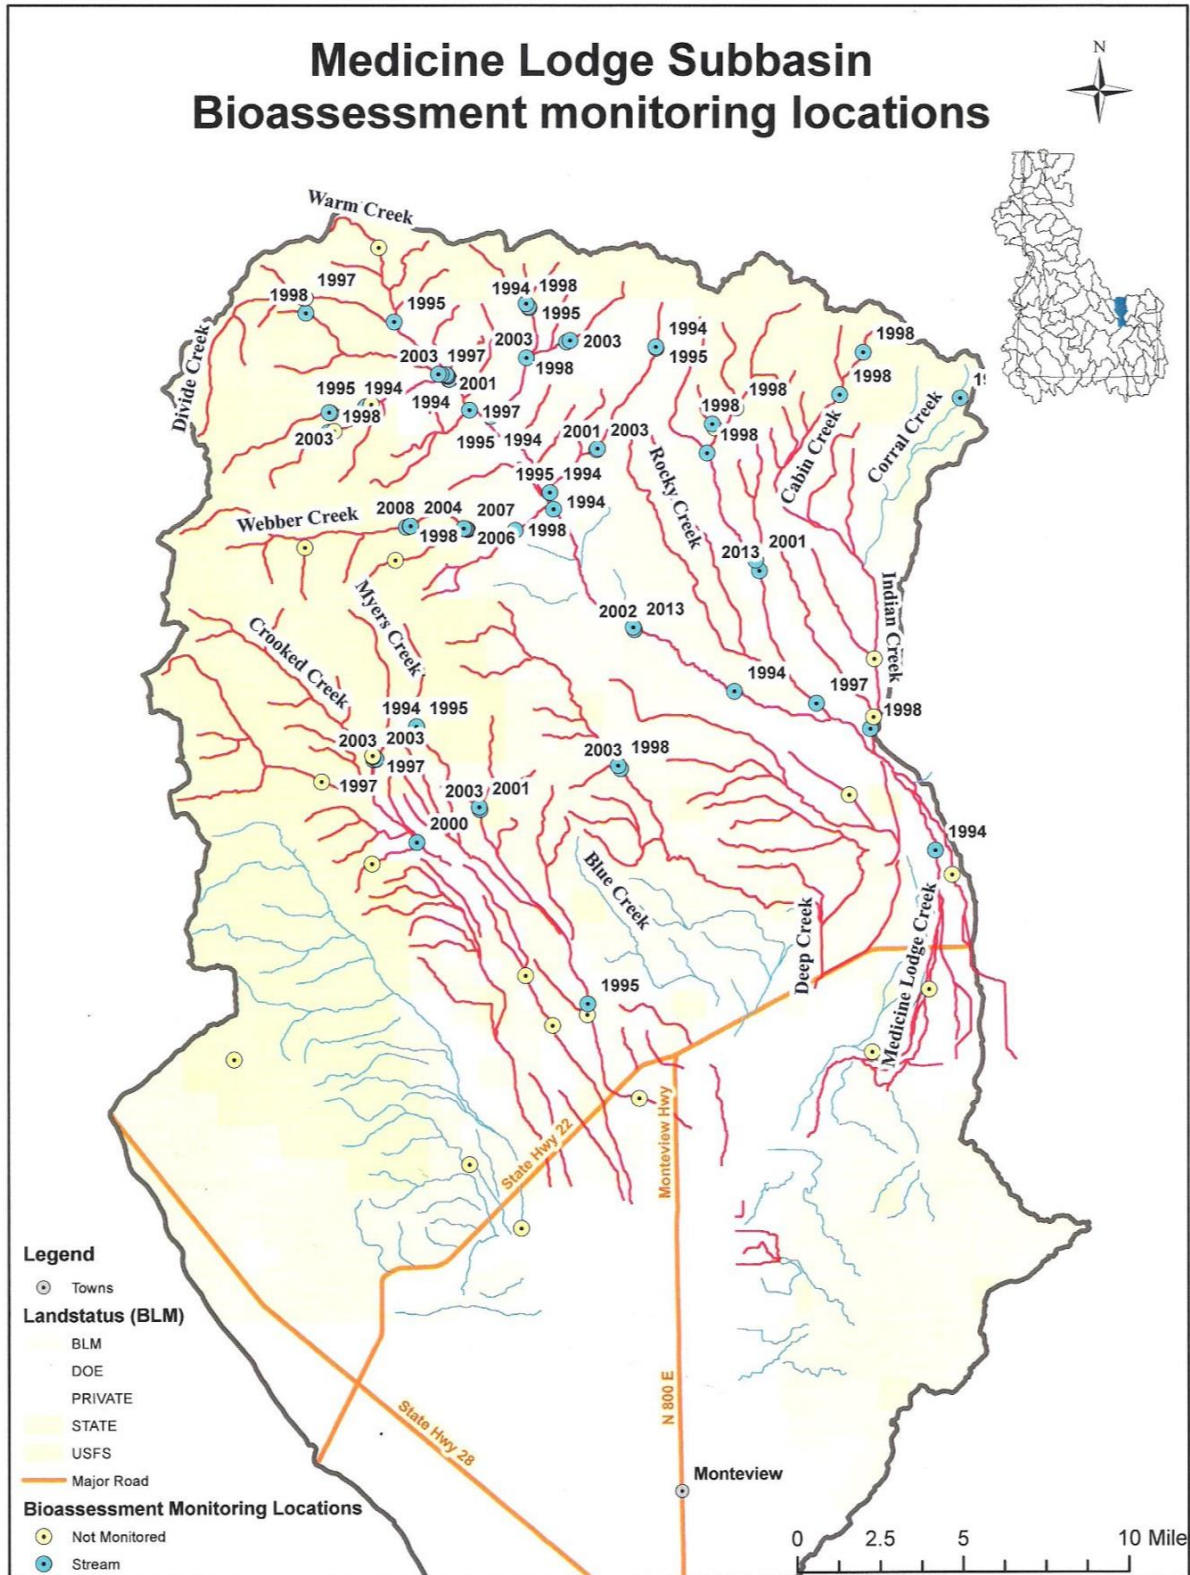 Medicine Lodge Subbasin
Bioassessment monitoring locations
N
Warm Creek
1997
1998
1995
1994
1998
1995
2003
2003
1998
1994
1995
1998
1998
Divide Creek
2003
1997
2001
1994
1995
1994
1998
2003
1997
1995
1994
2001
2003
1998
1998
1998
Cabin Creek
Corral Creek
Rocky Creek
1995
1994
1994
Webber Creek
2008
2004
2007
1998
2006
1998
2013
2001
Myers Creek
Crooked Creek
2002
2013
Indian Creek
1994
1997
1998
1994
1995
2003
2003
1997
1997
2003
1998
2003
2001
2000
1994
Blue Creek
Deep Creek
Medicine Lodge Creek
1995
State Hwy 22
Monteview Hwy
N 800 E
State Hwy 28
Monteview
Legend
Towns
Landstatus (BLM)
BLM
DOE
PRIVATE
STATE
USFS
Major Road
Bioassessment Monitoring Locations
Not Monitored
Stream
0 2.5 5 10 Mile